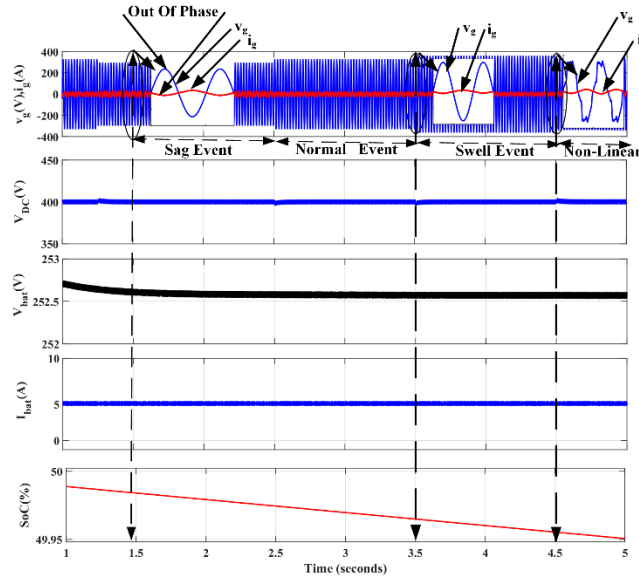 Out Of Phase
v_g
i_g
v_g
i_g
v_g
i
v_g(V),i_g(A)
400
200
0
-200
-400
Sag Event
Normal Event
Swell Event
Non-Linear
V_DC(V)
450
400
350
V_bat(V)
253
252.5
252
I_bat(A)
10
5
0
SoC(%)
50
49.95
1
1.5
2
2.5
3
3.5
4
4.5
5
Time (seconds)